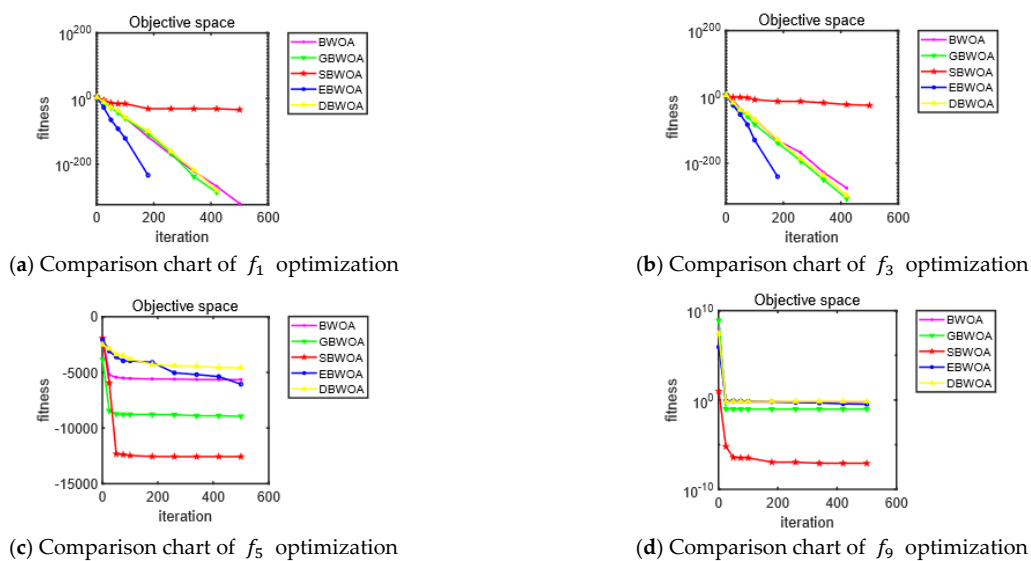 Objective space
10^200
10^0
10^-200
fitness
0 200 400 600
iteration
BWOA
GBWOA
SBWOA
EBWOA
DBWOA
(a) Comparison chart of f₁ optimization
Objective space
10^200
10^0
10^-200
fitness
0 200 400 600
iteration
BWOA
GBWOA
SBWOA
EBWOA
DBWOA
(b) Comparison chart of f₃ optimization
Objective space
0
-5000
-10000
-15000
fitness
0 200 400 600
iteration
BWOA
GBWOA
SBWOA
EBWOA
DBWOA
(c) Comparison chart of f₅ optimization
Objective space
10^10
10^0
10^-10
fitness
0 200 400 600
iteration
BWOA
GBWOA
SBWOA
EBWOA
DBWOA
(d) Comparison chart of f₉ optimization